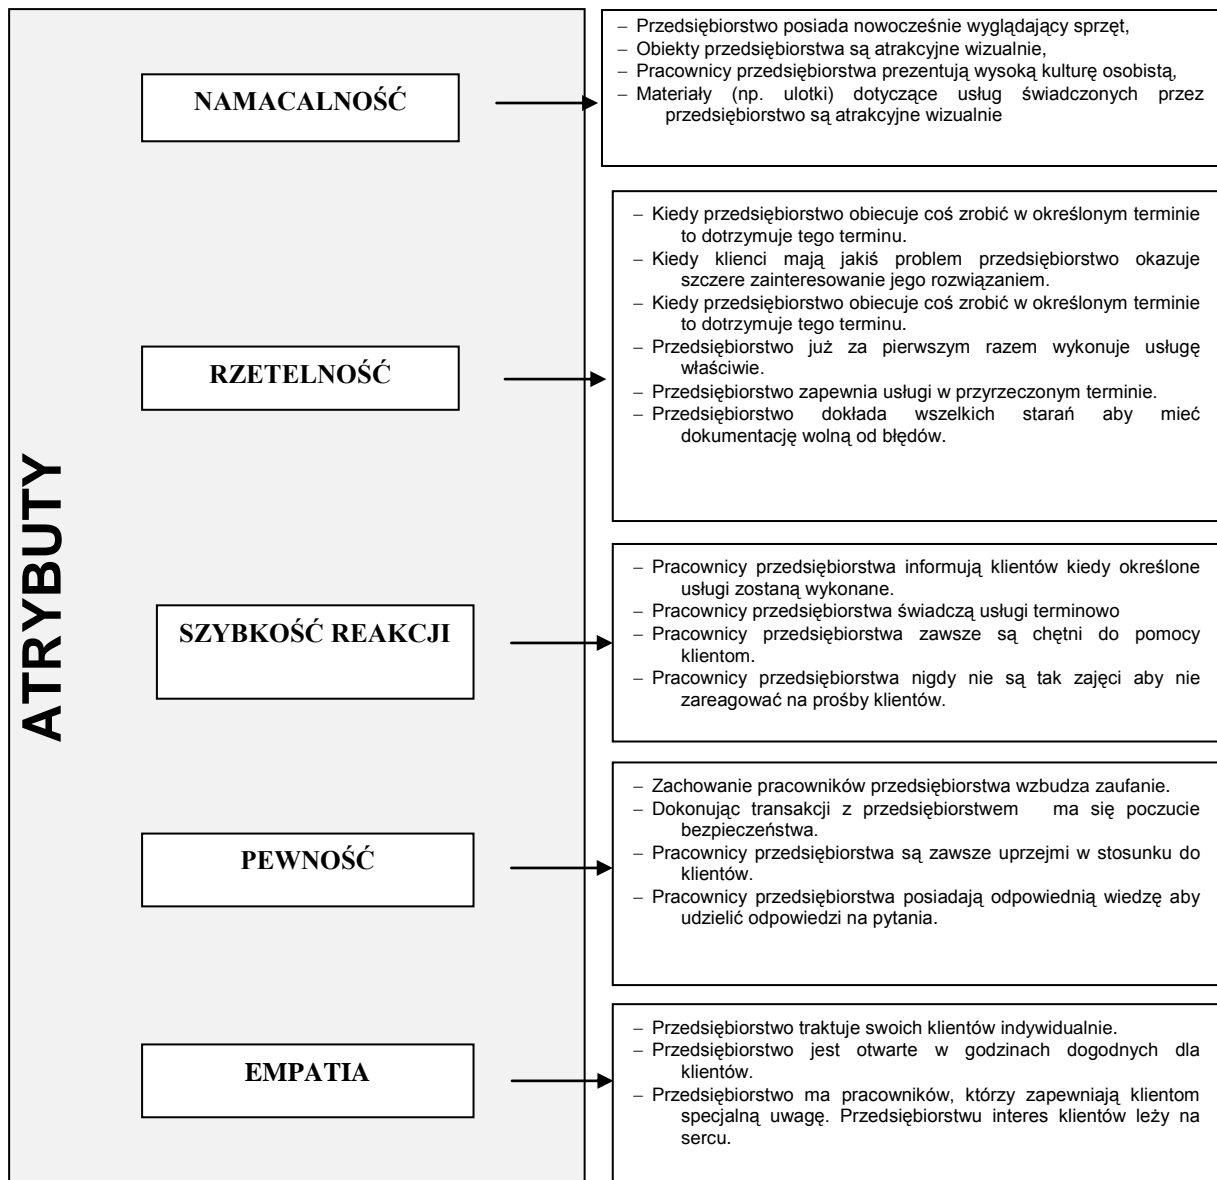 ATRYBUTY
NAMACALNOŚĆ
– Przedsiębiorstwo posiada nowocześnie wyglądający sprzęt,
– Obiekty przedsiębiorstwa są atrakcyjne wizualnie,
– Pracownicy przedsiębiorstwa prezentują wysoką kulturę osobistą,
– Materiały (np. ulotki) dotyczące usług świadczonych przez
przedsiębiorstwo są atrakcyjne wizualnie
RZETELNOŚĆ
– Kiedy przedsiębiorstwo obiecuje coś zrobić w określonym terminie
to dotrzymuje tego terminu.
– Kiedy klienci mają jakiś problem przedsiębiorstwo okazuje
szczere zainteresowanie jego rozwiązaniem.
– Kiedy przedsiębiorstwo obiecuje coś zrobić w określonym terminie
to dotrzymuje tego terminu.
– Przedsiębiorstwo już za pierwszym razem wykonuje usługę
właściwie.
– Przedsiębiorstwo zapewnia usługi w przyrzeczonym terminie.
– Przedsiębiorstwo dokłada wszelkich starań aby mieć
dokumentację wolną od błędów.
SZYBKOŚĆ REAKCJI
– Pracownicy przedsiębiorstwa informują klientów kiedy określone
usługi zostaną wykonane.
– Pracownicy przedsiębiorstwa świadczą usługi terminowo
– Pracownicy przedsiębiorstwa zawsze są chętni do pomocy
klientom.
– Pracownicy przedsiębiorstwa nigdy nie są tak zajęci aby nie
zareagować na prośby klientów.
PEWNOŚĆ
– Zachowanie pracowników przedsiębiorstwa wzbudza zaufanie.
– Dokonując transakcji z przedsiębiorstwem ma się poczucie
bezpieczeństwa.
– Pracownicy przedsiębiorstwa są zawsze uprzejmi w stosunku do
klientów.
– Pracownicy przedsiębiorstwa posiadają odpowiednią wiedzę aby
udzielić odpowiedzi na pytania.
EMPATIA
– Przedsiębiorstwo traktuje swoich klientów indywidualnie.
– Przedsiębiorstwo jest otwarte w godzinach dogodnych dla
klientów.
– Przedsiębiorstwo ma pracowników, którzy zapewniają klientom
specjalną uwagę. Przedsiębiorstwu interes klientów leży na
sercu.